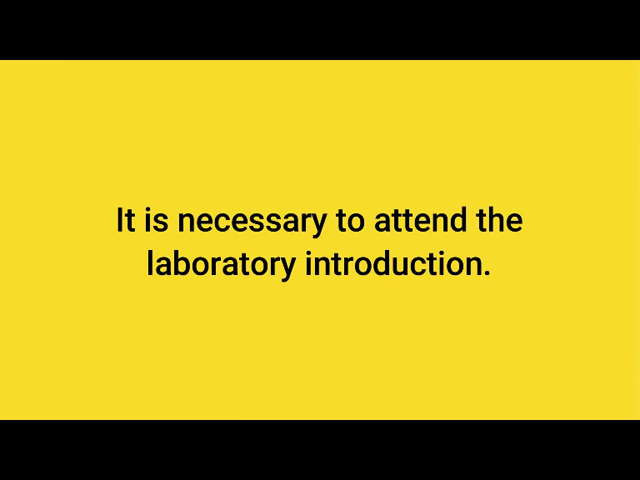 It is necessary to attend the
laboratory introduction.